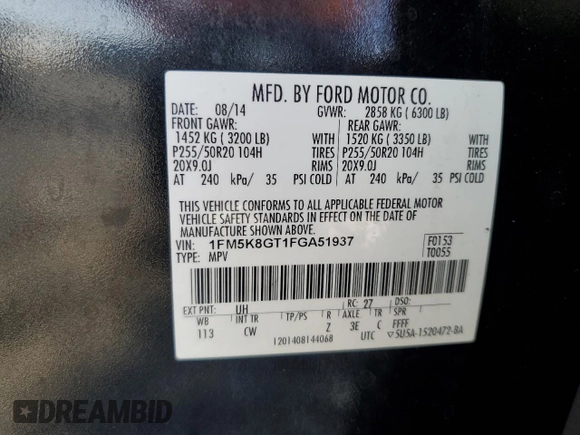 MFD. BY FORD MOTOR CO.
DATE: 08/14 GVWR: 2858 KG ( 6300 LB)
FRONT GAWR: REAR GAWR:
1452 KG ( 3200 LB) WITH 1520 KG ( 3350 LB) WITH
P255/50R20 104H TIRES P255/50R20 104H TIRES
20X9.0J RIMS 20X9.0J RIMS
AT 240 kPa/ 35 PSI COLD AT 240 kPa/ 35 PSI COLD
THIS VEHICLE CONFORMS TO ALL APPLICABLE FEDERAL MOTOR
VEHICLE SAFETY STANDARDS IN EFFECT ON THE DATE OF
MANUFACTURE SHOWN ABOVE.
VIN: 1FM5K8GT1FGA51937 F0153
TYPE: MPV T0055
EXT PNT: UH RC: 27 DSO:
WB INT TR TP/PS R AXLE TR SPR
113 CW Z 3E C FFFF
1201408144068 UTC 5U5A-1520472-BA
DREAMBID